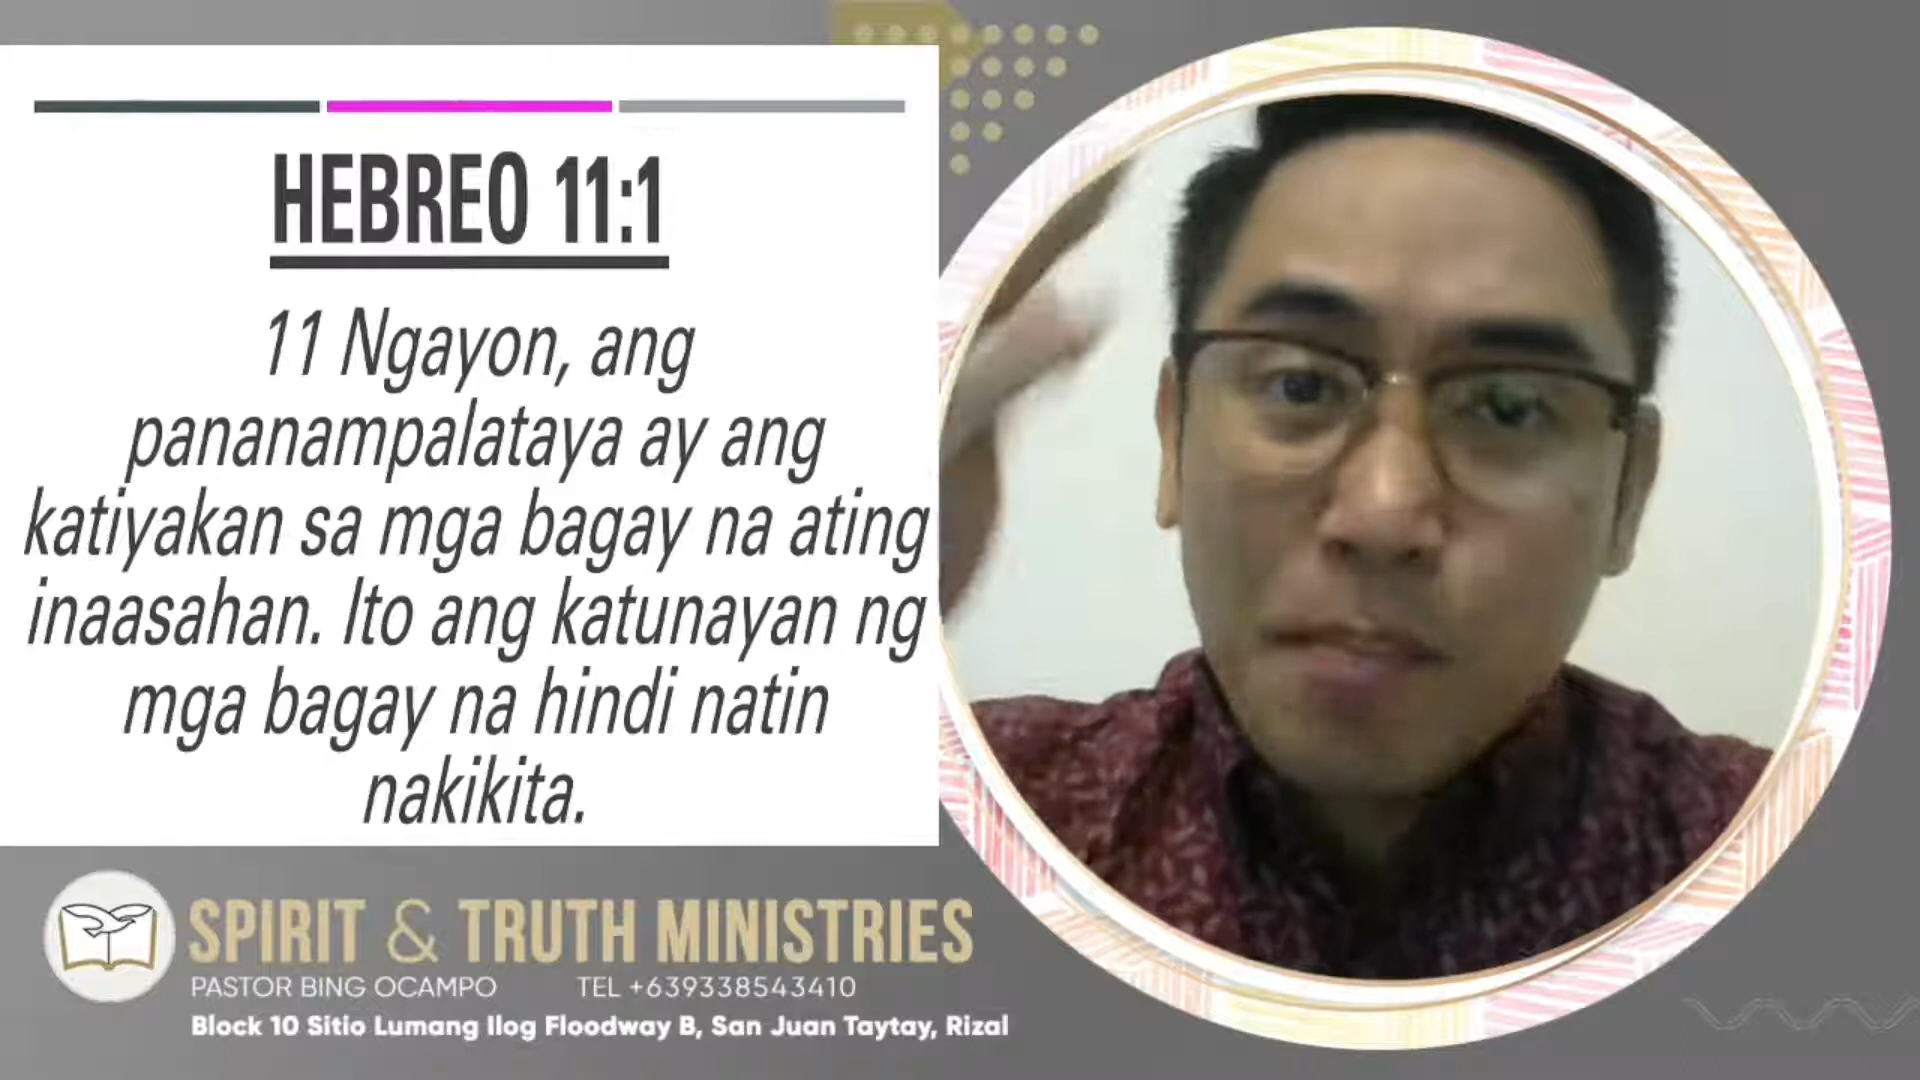 HEBREO 11:1
11 Ngayon, ang
pananampalataya ay ang
katiyakan sa mga bagay na ating
inaasahan. Ito ang katunayan ng
mga bagay na hindi natin
nakikita.
SPIRIT & TRUTH MINISTRIES
PASTOR BING OCAMPO TEL +639338543410
Block 10 Sitio Lumang Ilog Floodway B, San Juan Taytay, Rizal